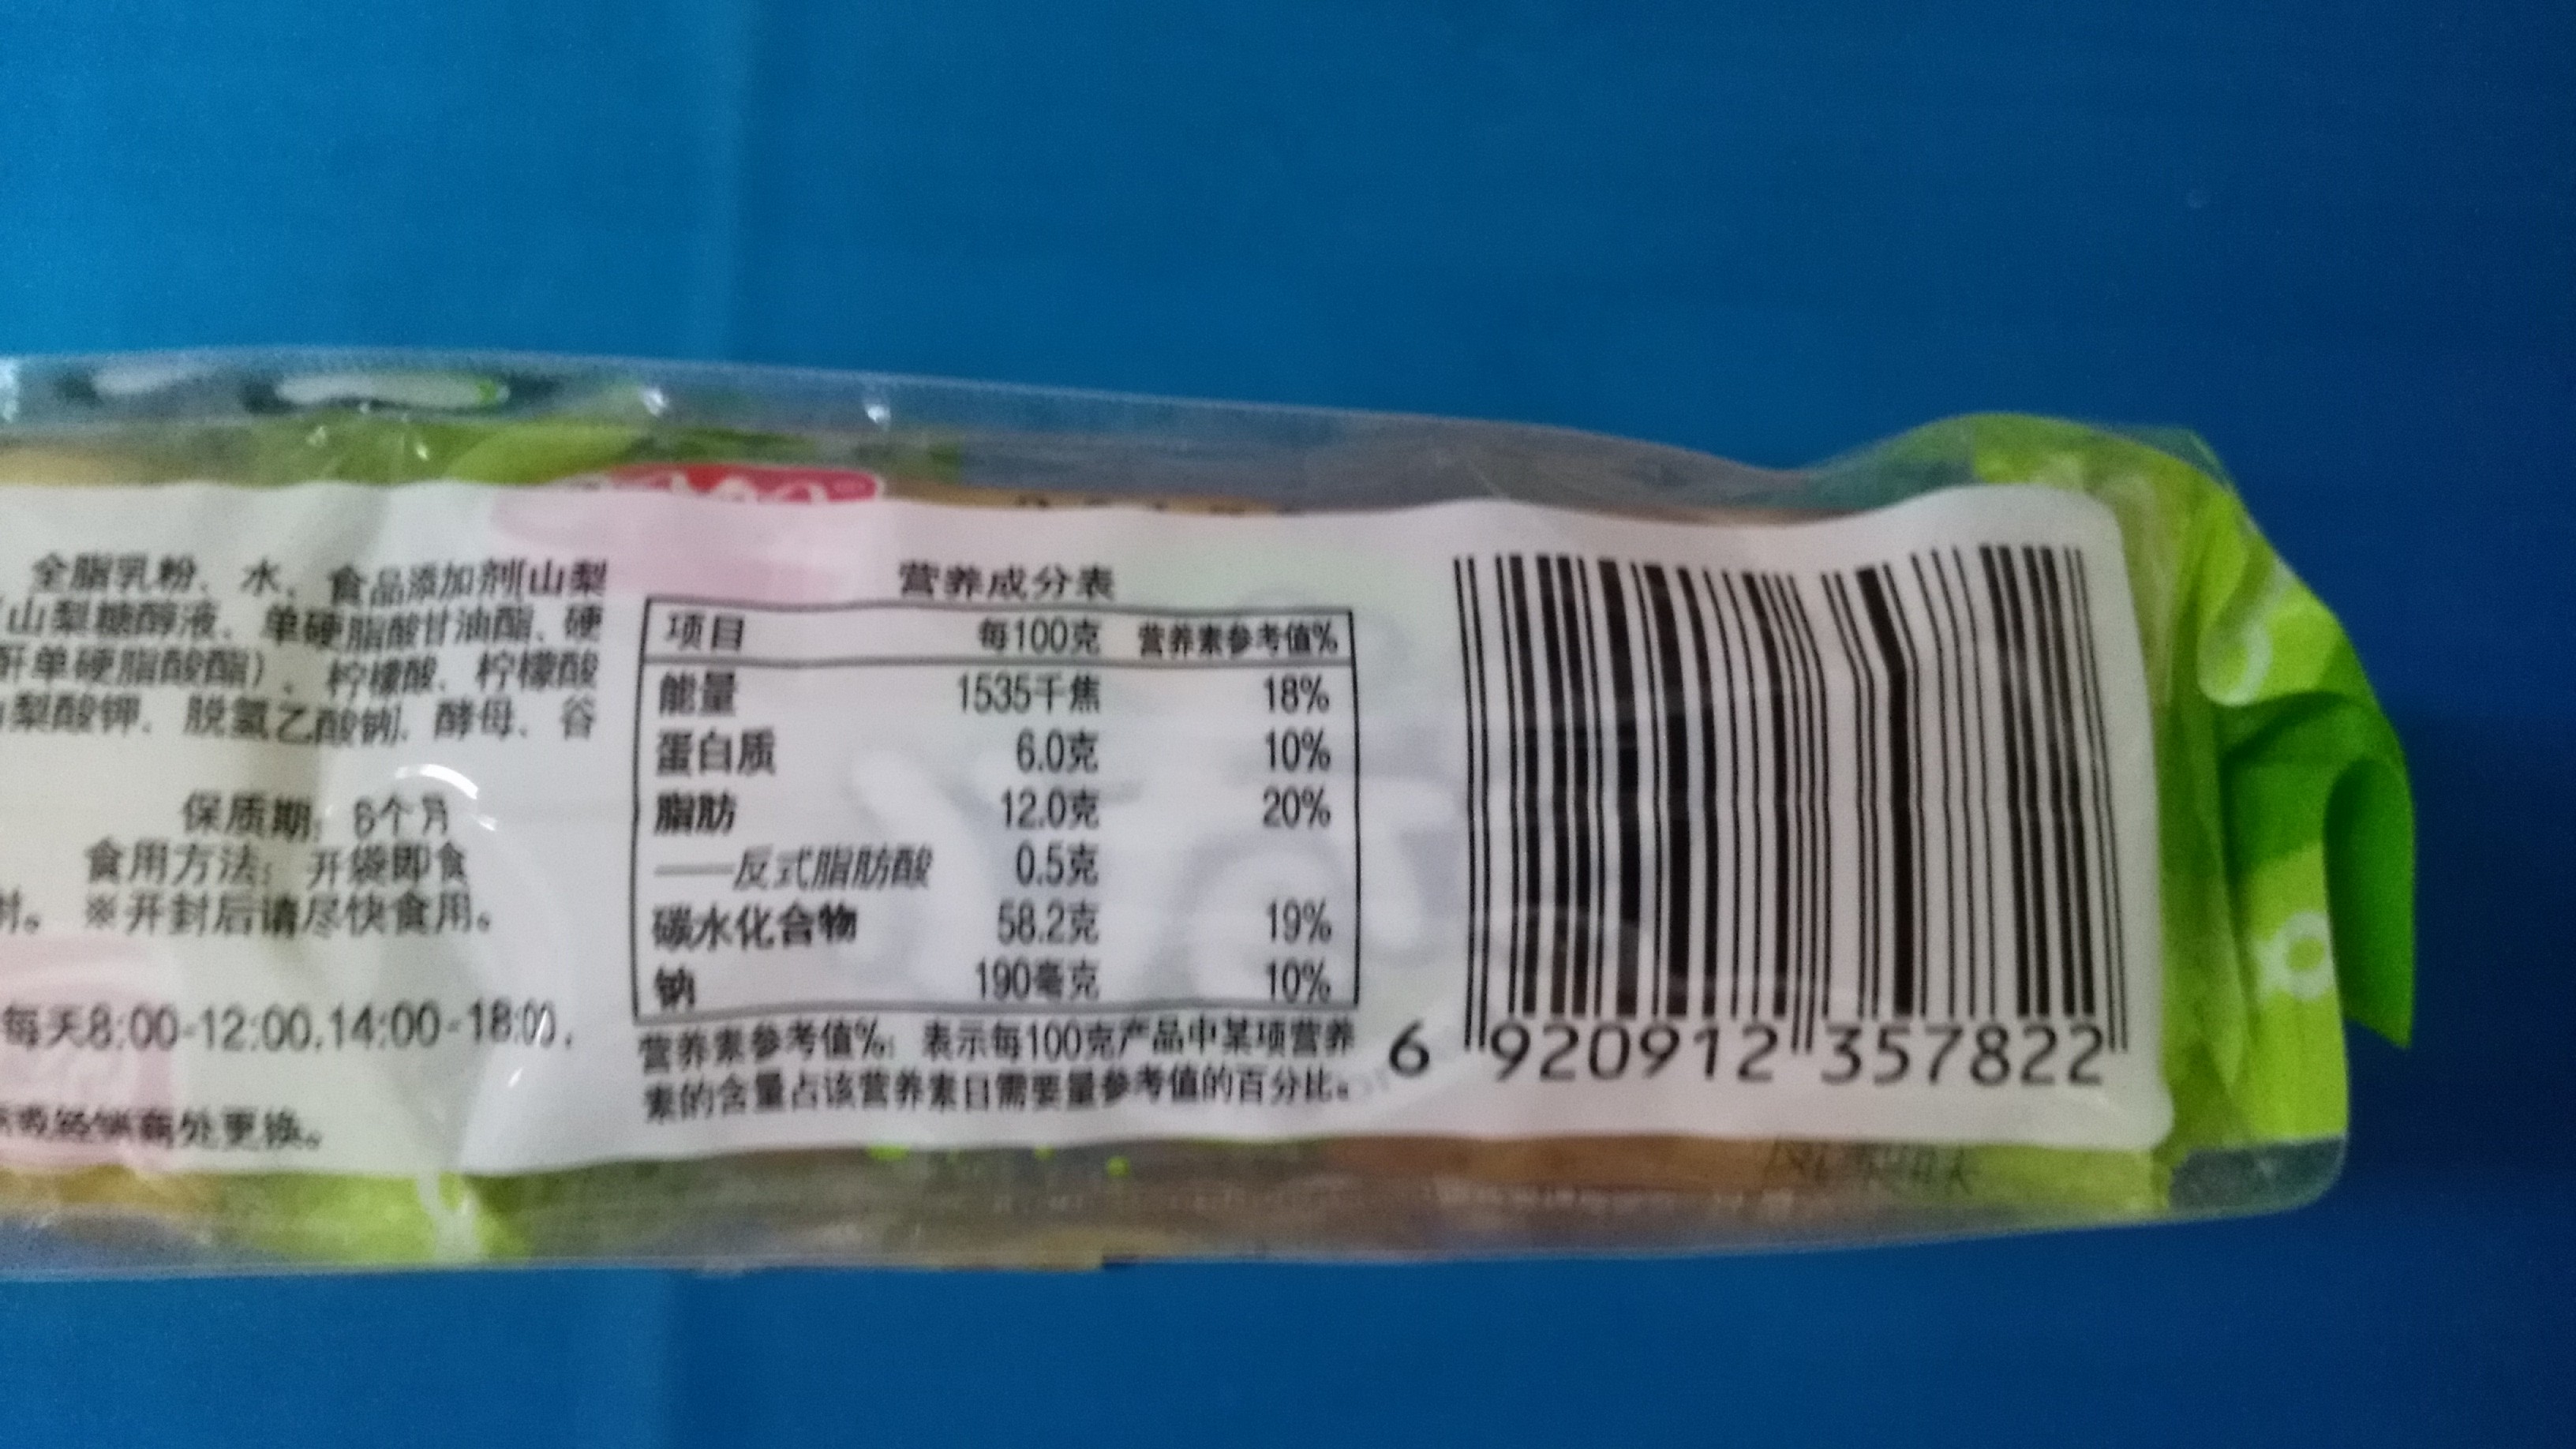 全脂乳粉、水、食品添加剂[山梨
山梨糖醇液、单硬脂酸甘油酯、硬
酐单硬脂酸酯）、柠檬酸、柠檬酸
梨酸钾、脱氢乙酸钠]、酵母、谷
保质期：6个月
食用方法：开袋即食
射。 ※开封后请尽快食用。
每天8:00-12:00,14:00-18:00,
处更换。
营养成分表
项目 每100克 营养素参考值%
能量 1535千焦 18%
蛋白质 6.0克 10%
脂肪 12.0克 20%
——反式脂肪酸 0.5克
碳水化合物 58.2克 19%
钠 190毫克 10%
营养素参考值%：表示每100克产品中某项营养
素的含量占该营养素日需要量参考值的百分比。
6 920912 357822